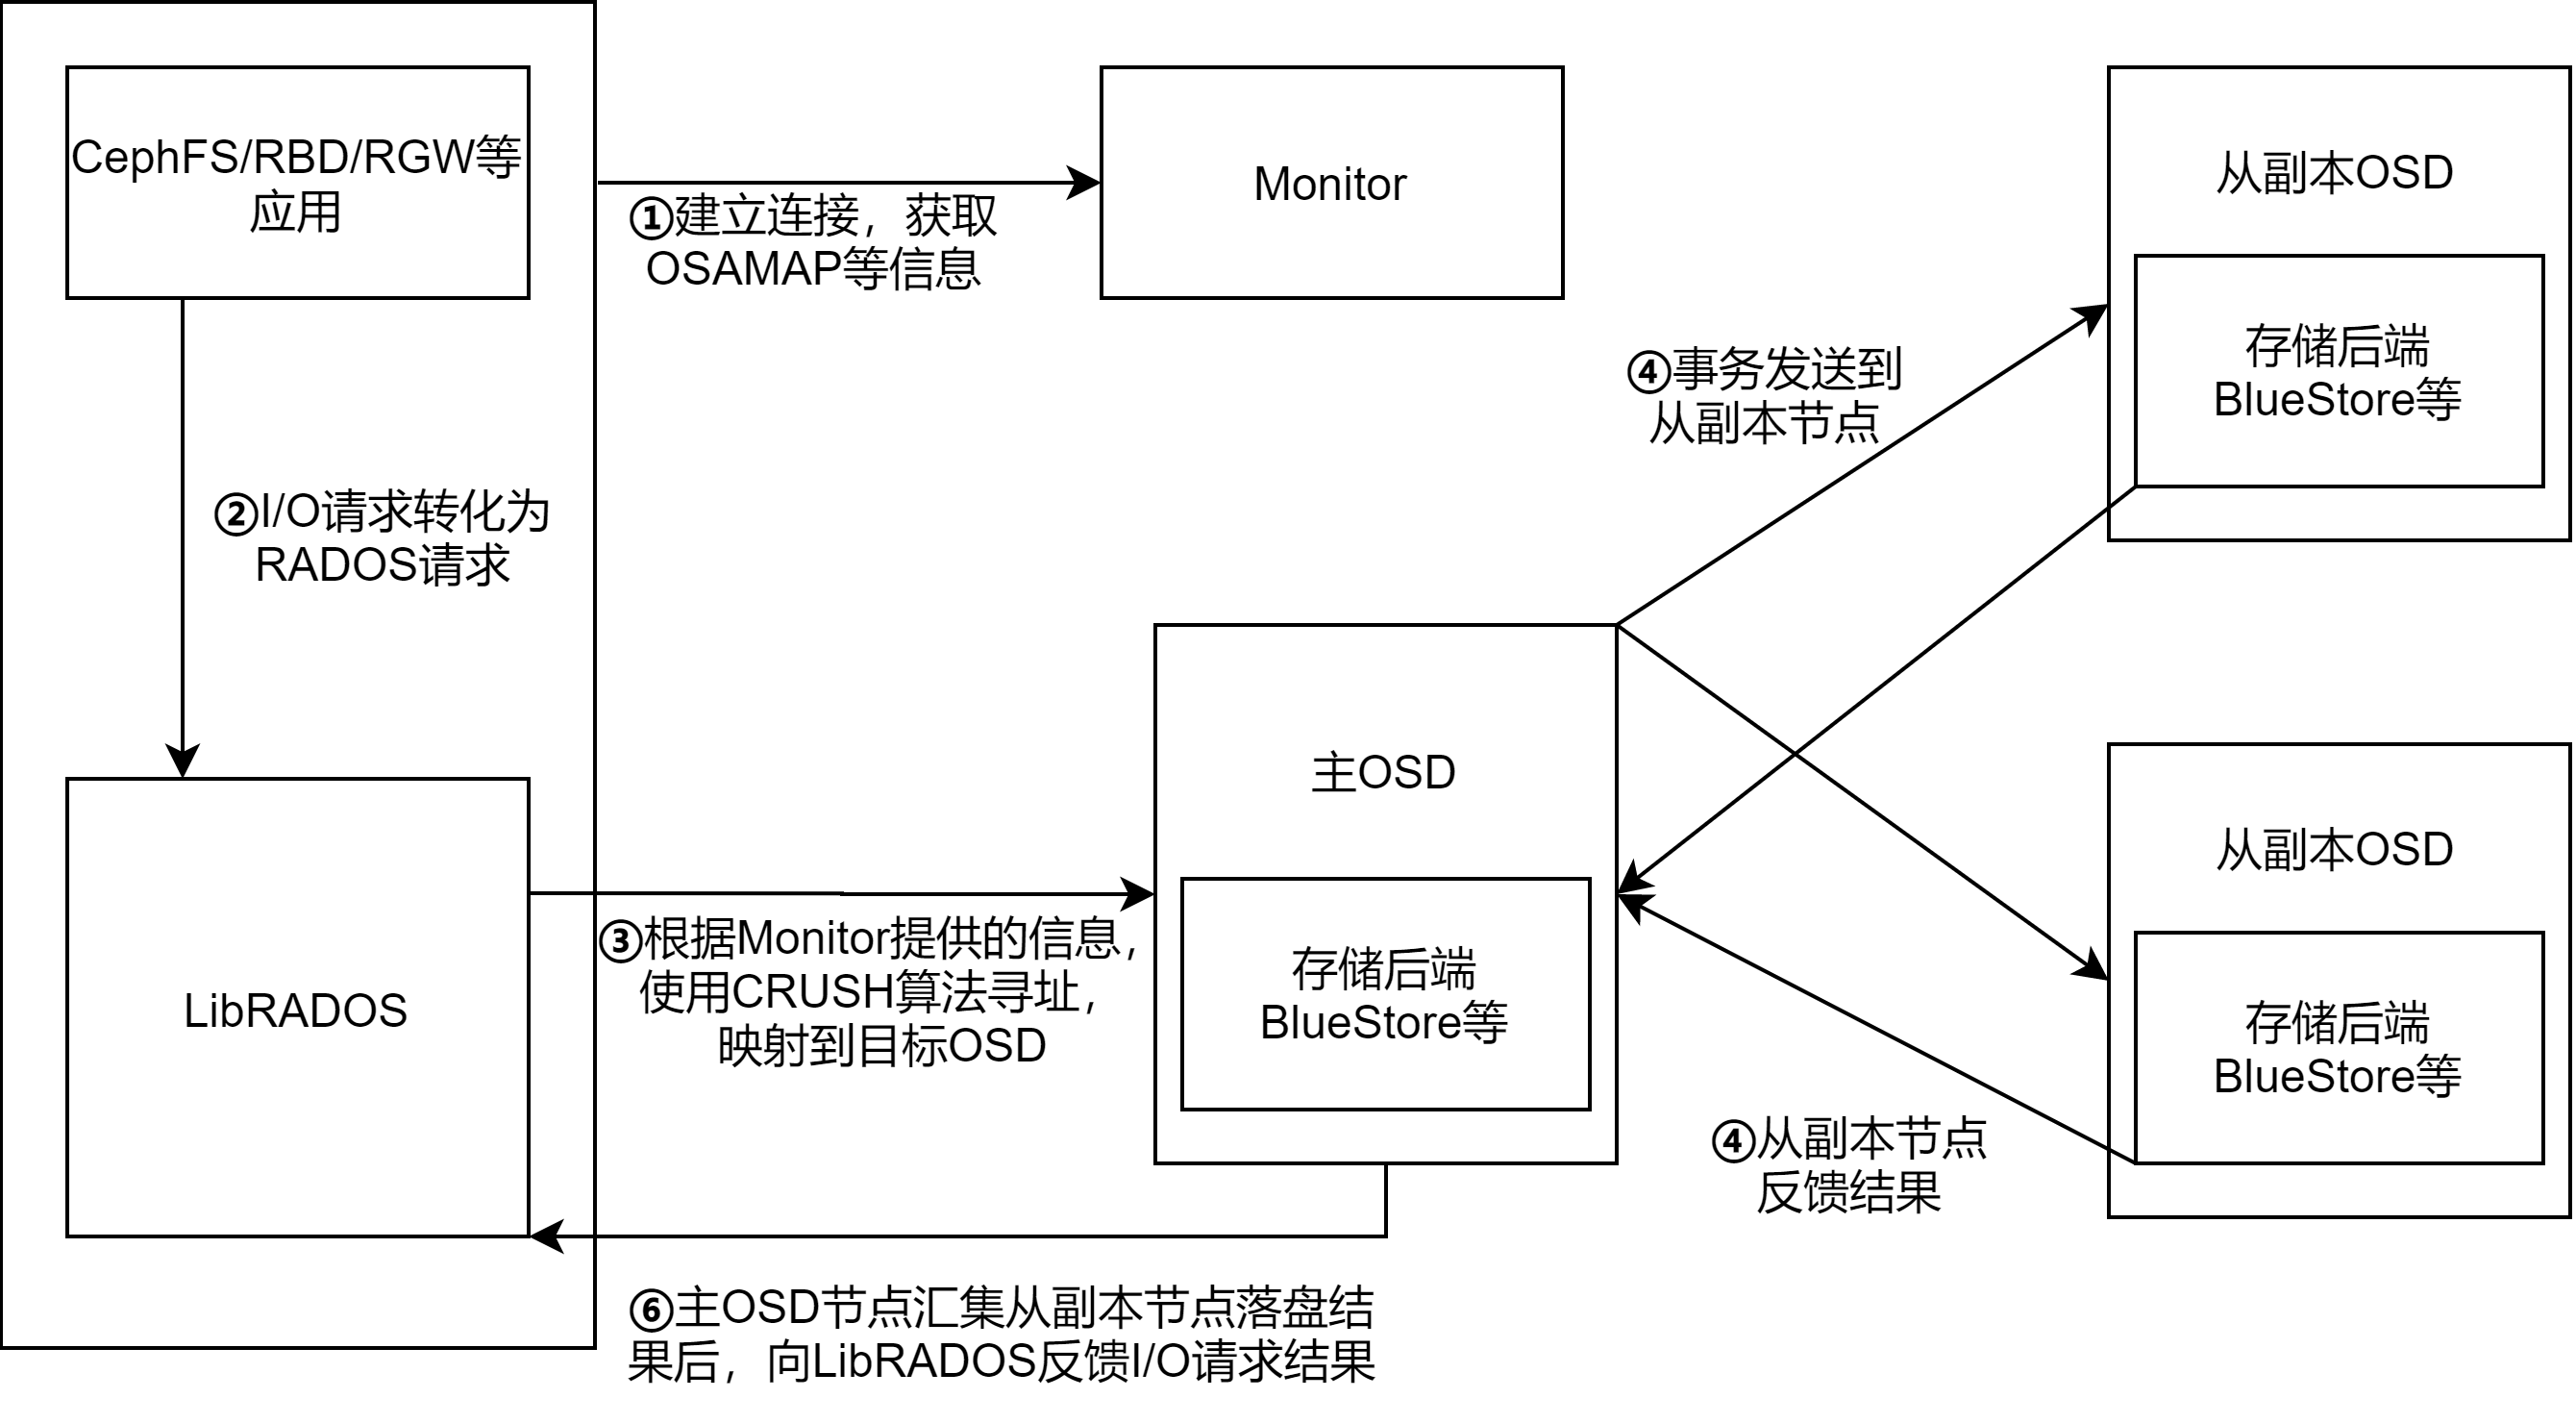 CephFS/RBD/RGW等
应用
Monitor
①建立连接，获取
OSAMAP等信息
②I/O请求转化为
RADOS请求
LibRADOS
③根据Monitor提供的信息，
使用CRUSH算法寻址，
映射到目标OSD
主OSD
存储后端
BlueStore等
④事务发送到
从副本节点
从副本OSD
存储后端
BlueStore等
从副本OSD
存储后端
BlueStore等
④从副本节点
反馈结果
⑥主OSD节点汇集从副本节点落盘结
果后，向LibRADOS反馈I/O请求结果